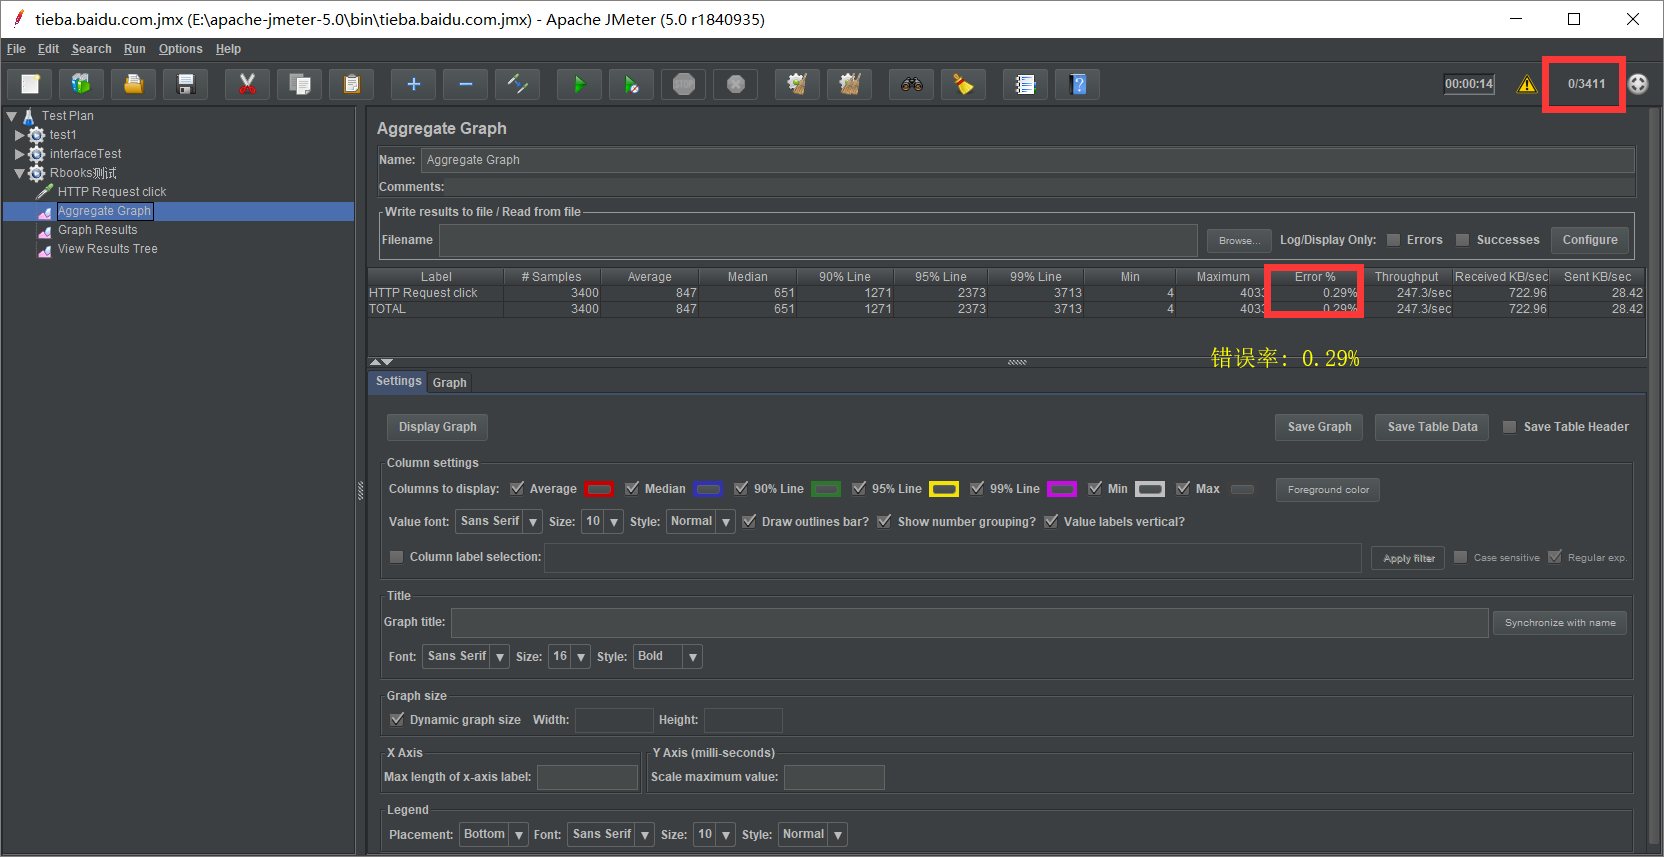 tieba.baidu.com.jmx (E:\apache-jmeter-5.0\bin\tieba.baidu.com.jmx) - Apache JMeter (5.0 r1840935)
File Edit Search Run Options Help
00:00:14 0/3411
Test Plan
test1
interfaceTest
Rbooks测试
HTTP Request click
Aggregate Graph
Graph Results
View Results Tree
Aggregate Graph
Name: Aggregate Graph
Comments:
Write results to file / Read from file
Filename Browse... Log/Display Only: Errors Successes Configure
Label # Samples Average Median 90% Line 95% Line 99% Line Min Maximum Error % Throughput Received KB/sec Sent KB/sec
HTTP Request click 3400 847 651 1271 2373 3713 4 4033 0.29% 247.3/sec 722.96 28.42
TOTAL 3400 847 651 1271 2373 3713 4 4033 0.29% 247.3/sec 722.96 28.42
错误率: 0.29%
Settings Graph
Display Graph Save Graph Save Table Data Save Table Header
Column settings
Columns to display: Average Median 90% Line 95% Line 99% Line Min Max Foreground color
Value font: Sans Serif Size: 10 Style: Normal Draw outlines bar? Show number grouping? Value labels vertical?
Column label selection: Apply filter Case sensitive Regular exp.
Title
Graph title: Synchronize with name
Font: Sans Serif Size: 16 Style: Bold
Graph size
Dynamic graph size Width: Height:
X Axis Y Axis (milli-seconds)
Max length of x-axis label: Scale maximum value:
Legend
Placement: Bottom Font: Sans Serif Size: 10 Style: Normal